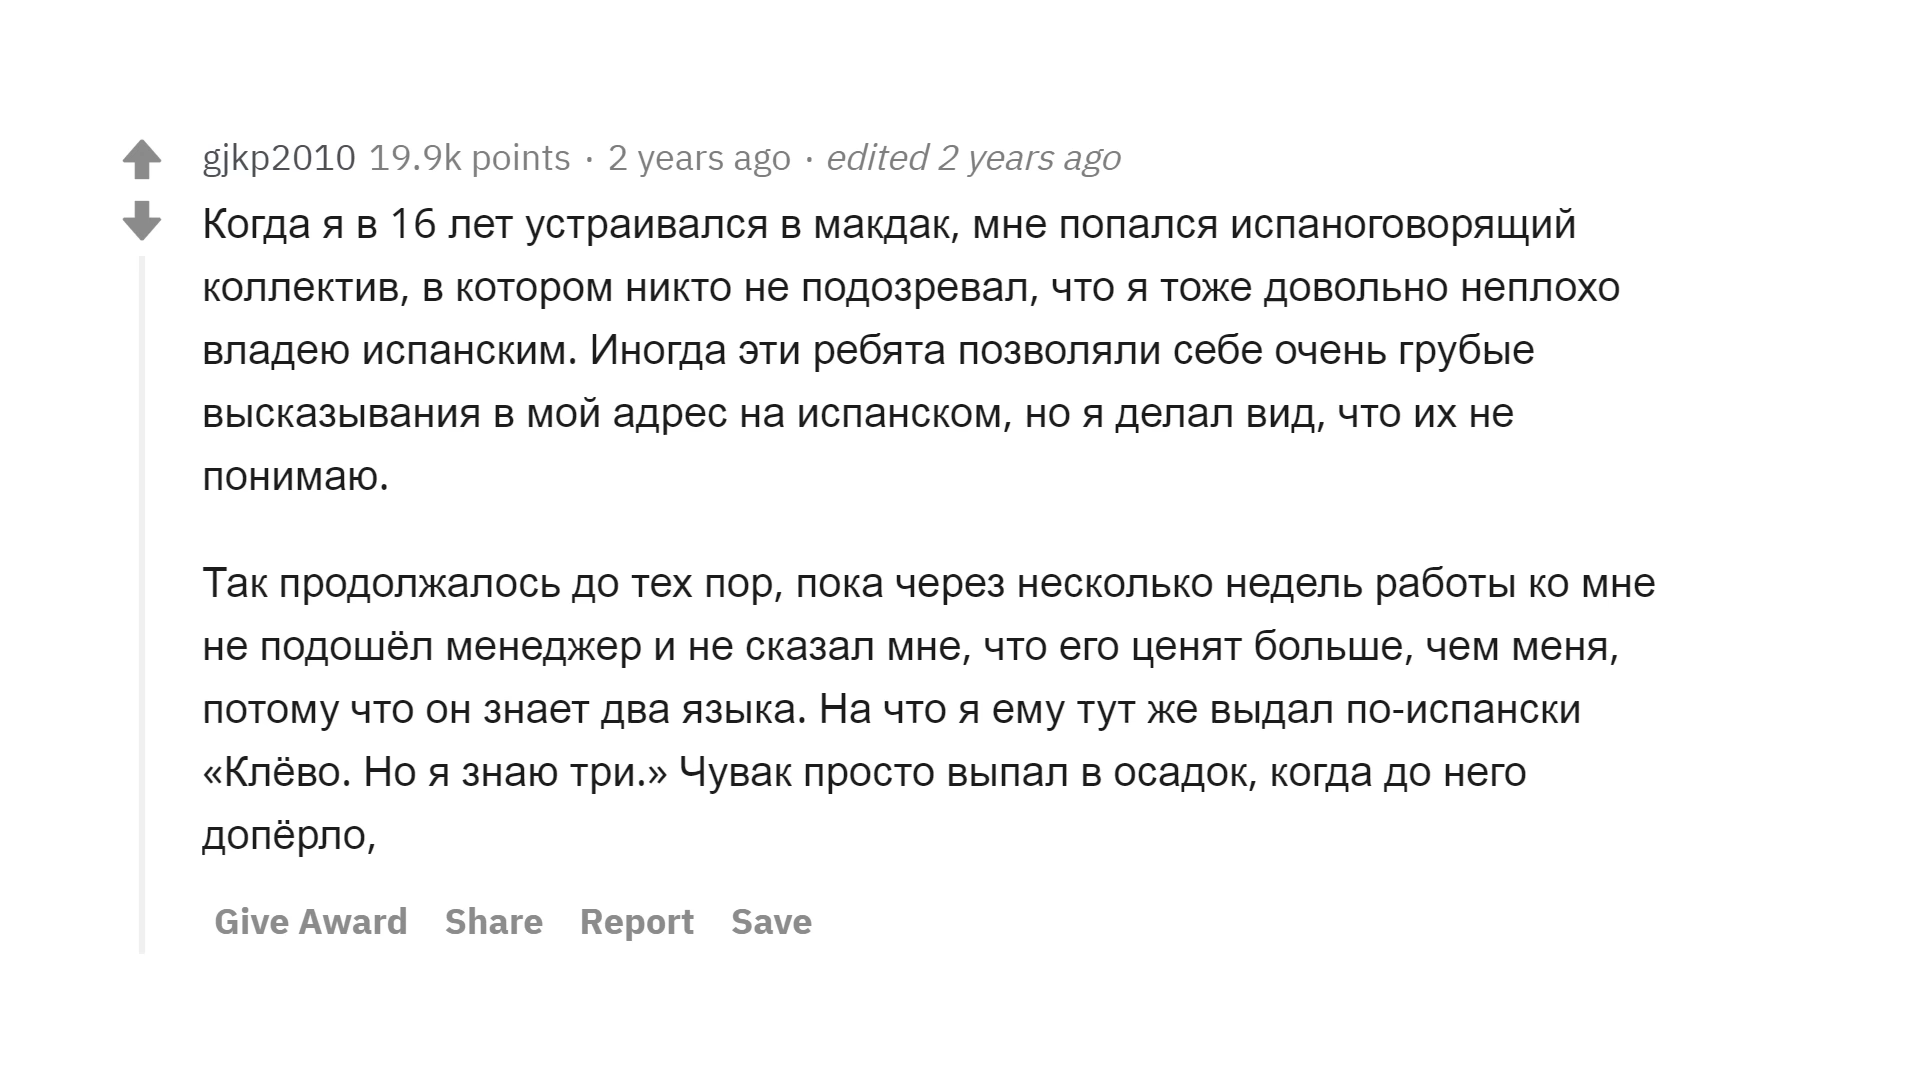 gjkp2010 19.9k points · 2 years ago · edited 2 years ago
Когда я в 16 лет устраивался в макдак, мне попался испаноговорящий
коллектив, в котором никто не подозревал, что я тоже довольно неплохо
владею испанским. Иногда эти ребята позволяли себе очень грубые
высказывания в мой адрес на испанском, но я делал вид, что их не
понимаю.
Так продолжалось до тех пор, пока через несколько недель работы ко мне
не подошёл менеджер и не сказал мне, что его ценят больше, чем меня,
потому что он знает два языка. На что я ему тут же выдал по-испански
«Клёво. Но я знаю три.» Чувак просто выпал в осадок, когда до него
допёрло,
Give Award Share Report Save